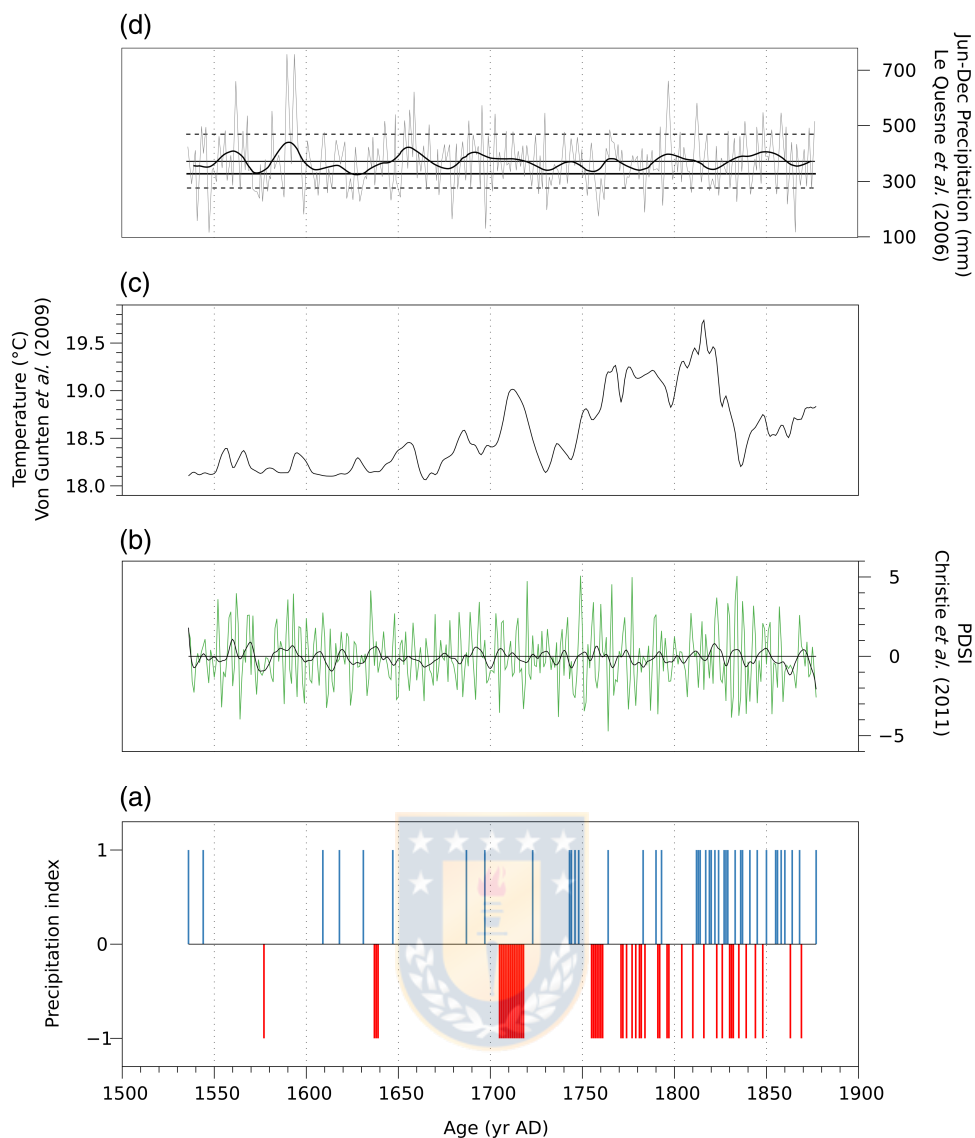 (d)
700
500
300
100
Jun-Dec Precipitation (mm)
Le Quesne et al. (2006)
(c)
Temperature (°C)
Von Gunten et al. (2009)
19.5
19.0
18.5
18.0
(b)
5
0
−5
PDSI
Christie et al. (2011)
(a)
Precipitation index
1
0
−1
1500 1550 1600 1650 1700 1750 1800 1850 1900
Age (yr AD)